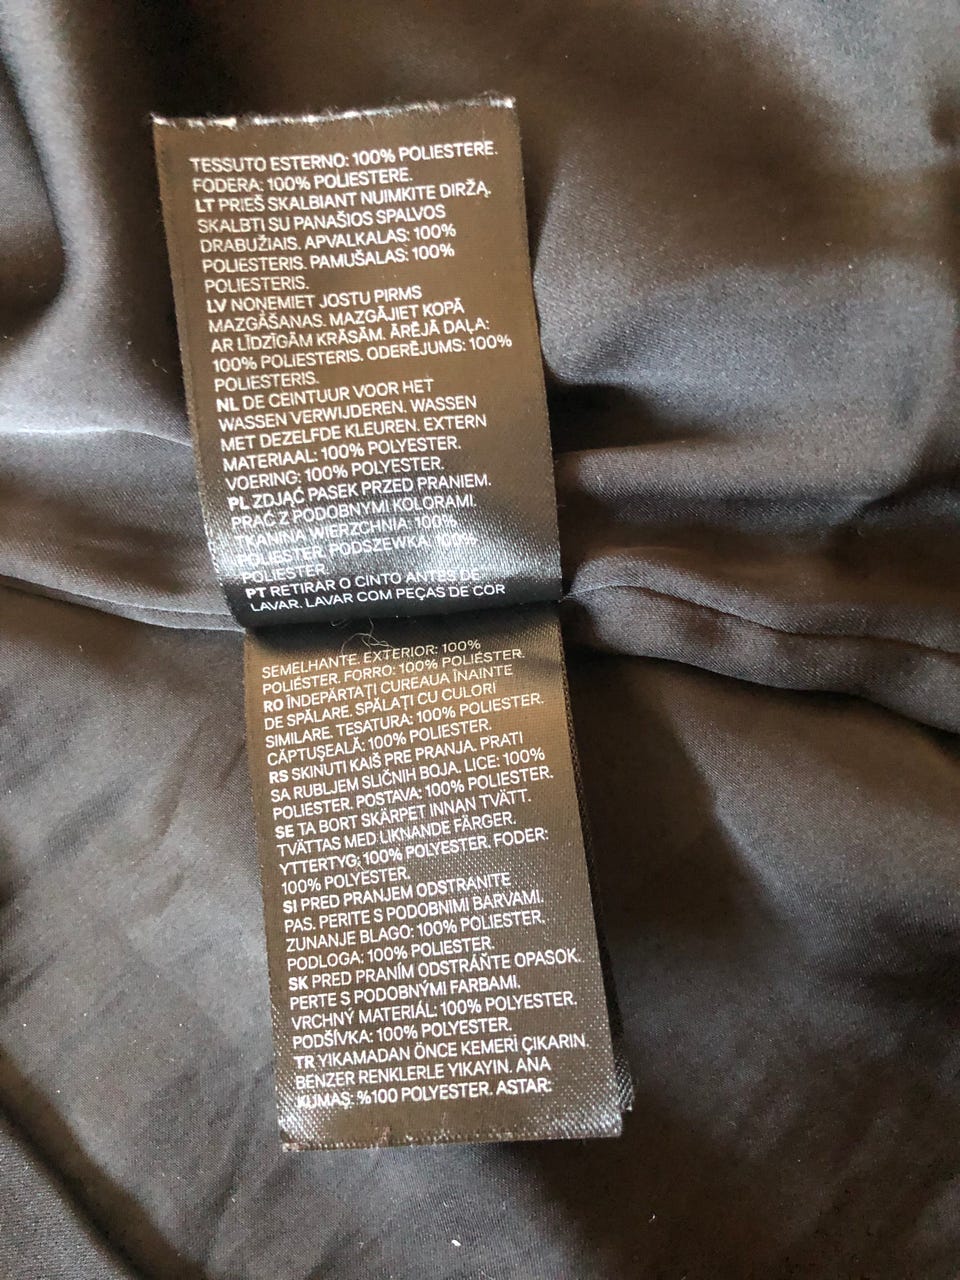 TESSUTO ESTERNO: 100% POLIESTERE.
FODERA: 100% POLIESTERE.
LT PRIEŠ SKALBIANT NUIMKITE DIRŽĄ.
SKALBTI SU PANAŠIOS SPALVOS
DRABUŽIAIS. APVALKALAS: 100%
POLIESTERIS. PAMUŠALAS: 100%
POLIESTERIS.
LV NOŅEMIET JOSTU PIRMS
MAZGĀŠANAS. MAZGĀJIET KOPĀ
AR LĪDZĪGĀM KRĀSĀM. ĀRĒJĀ DAĻA:
100% POLIESTERIS. ODERĒJUMS: 100%
POLIESTERIS.
NL DE CEINTUUR VOOR HET
WASSEN VERWIJDEREN. WASSEN
MET DEZELFDE KLEUREN. EXTERN
MATERIAAL: 100% POLYESTER.
VOERING: 100% POLYESTER.
PL ZDJĄĆ PASEK PRZED PRANIEM.
PRAĆ Z PODOBNYMI KOLORAMI.
TKANINA WIERZCHNIA: 100%
POLIESTER. PODSZEWKA: 100%
POLIESTER.
PT RETIRAR O CINTO ANTES DE
LAVAR. LAVAR COM PEÇAS DE COR
SEMELHANTE. EXTERIOR: 100%
POLIÉSTER. FORRO: 100% POLIÉSTER.
RO ÎNDEPĂRTAȚI CUREAUA ÎNAINTE
DE SPĂLARE. SPĂLAȚI CU CULORI
SIMILARE. TESATURA: 100% POLIESTER.
CĂPTUȘEALĂ: 100% POLIESTER.
RS SKINUTI KAIŠ PRE PRANJA. PRATI
SA RUBLJEM SLIČNIH BOJA. LICE: 100%
POLIESTER. POSTAVA: 100% POLIESTER.
SE TA BORT SKÄRPET INNAN TVÄTT.
TVÄTTAS MED LIKNANDE FÄRGER.
YTTERTYG: 100% POLYESTER. FODER:
100% POLYESTER.
SI PRED PRANJEM ODSTRANITE
PAS. PERITE S PODOBNIMI BARVAMI.
ZUNANJE BLAGO: 100% POLIESTER.
PODLOGA: 100% POLIESTER.
SK PRED PRANÍM ODSTRÁŇTE OPASOK.
PERTE S PODOBNÝMI FARBAMI.
VRCHNÝ MATERIÁL: 100% POLYESTER.
PODŠÍVKA: 100% POLYESTER.
TR YIKAMADAN ÖNCE KEMERİ ÇIKARIN.
BENZER RENKLERLE YIKAYIN. ANA
KUMAŞ: %100 POLYESTER. ASTAR: